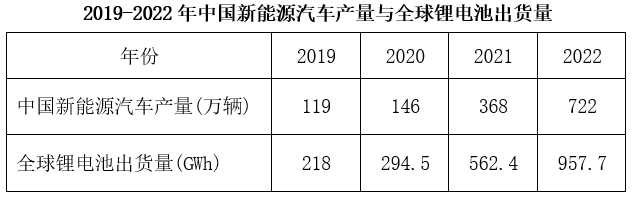 2019-2022年中国新能源汽车产量与全球锂电池出货量
年份 2019 2020 2021 2022
中国新能源汽车产量(万辆) 119 146 368 722
全球锂电池出货量(GWh) 218 294.5 562.4 957.7